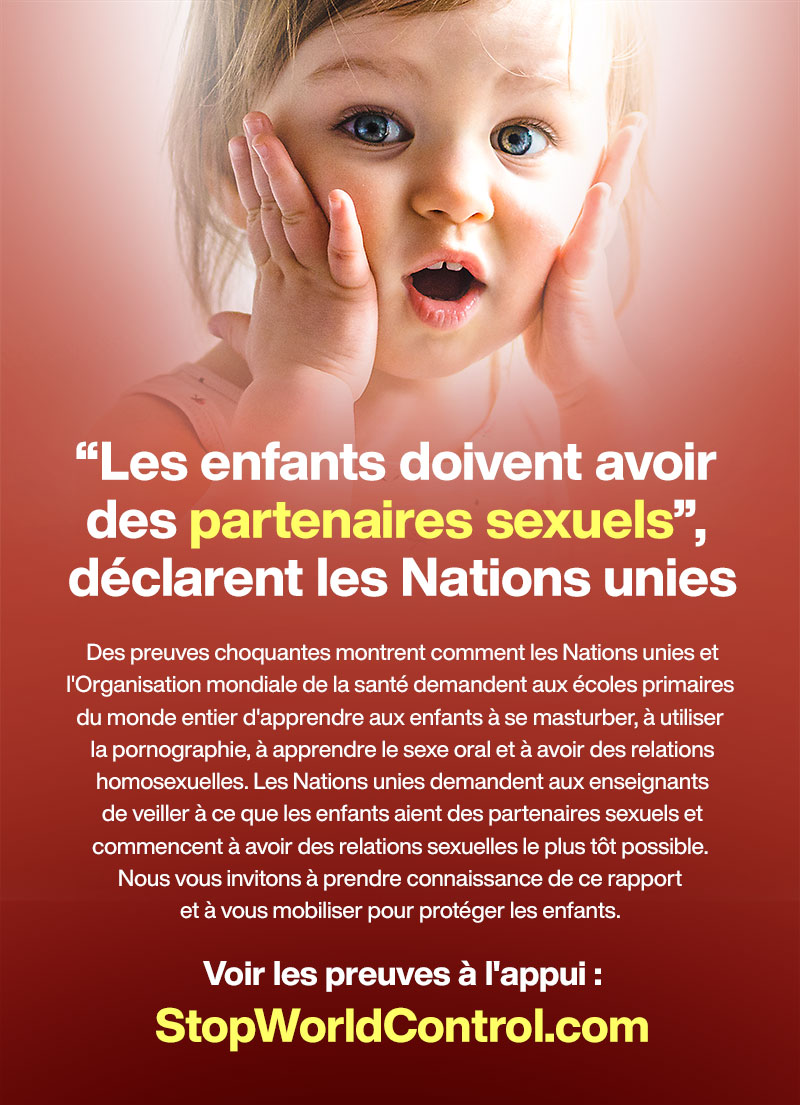 “Les enfants doivent avoir
des partenaires sexuels”,
déclarent les Nations unies
Des preuves choquantes montrent comment les Nations unies et
l'Organisation mondiale de la santé demandent aux écoles primaires
du monde entier d'apprendre aux enfants à se masturber, à utiliser
la pornographie, à apprendre le sexe oral et à avoir des relations
homosexuelles. Les Nations unies demandent aux enseignants
de veiller à ce que les enfants aient des partenaires sexuels et
commencent à avoir des relations sexuelles le plus tôt possible.
Nous vous invitons à prendre connaissance de ce rapport
et à vous mobiliser pour protéger les enfants.
Voir les preuves à l'appui :
StopWorldControl.com